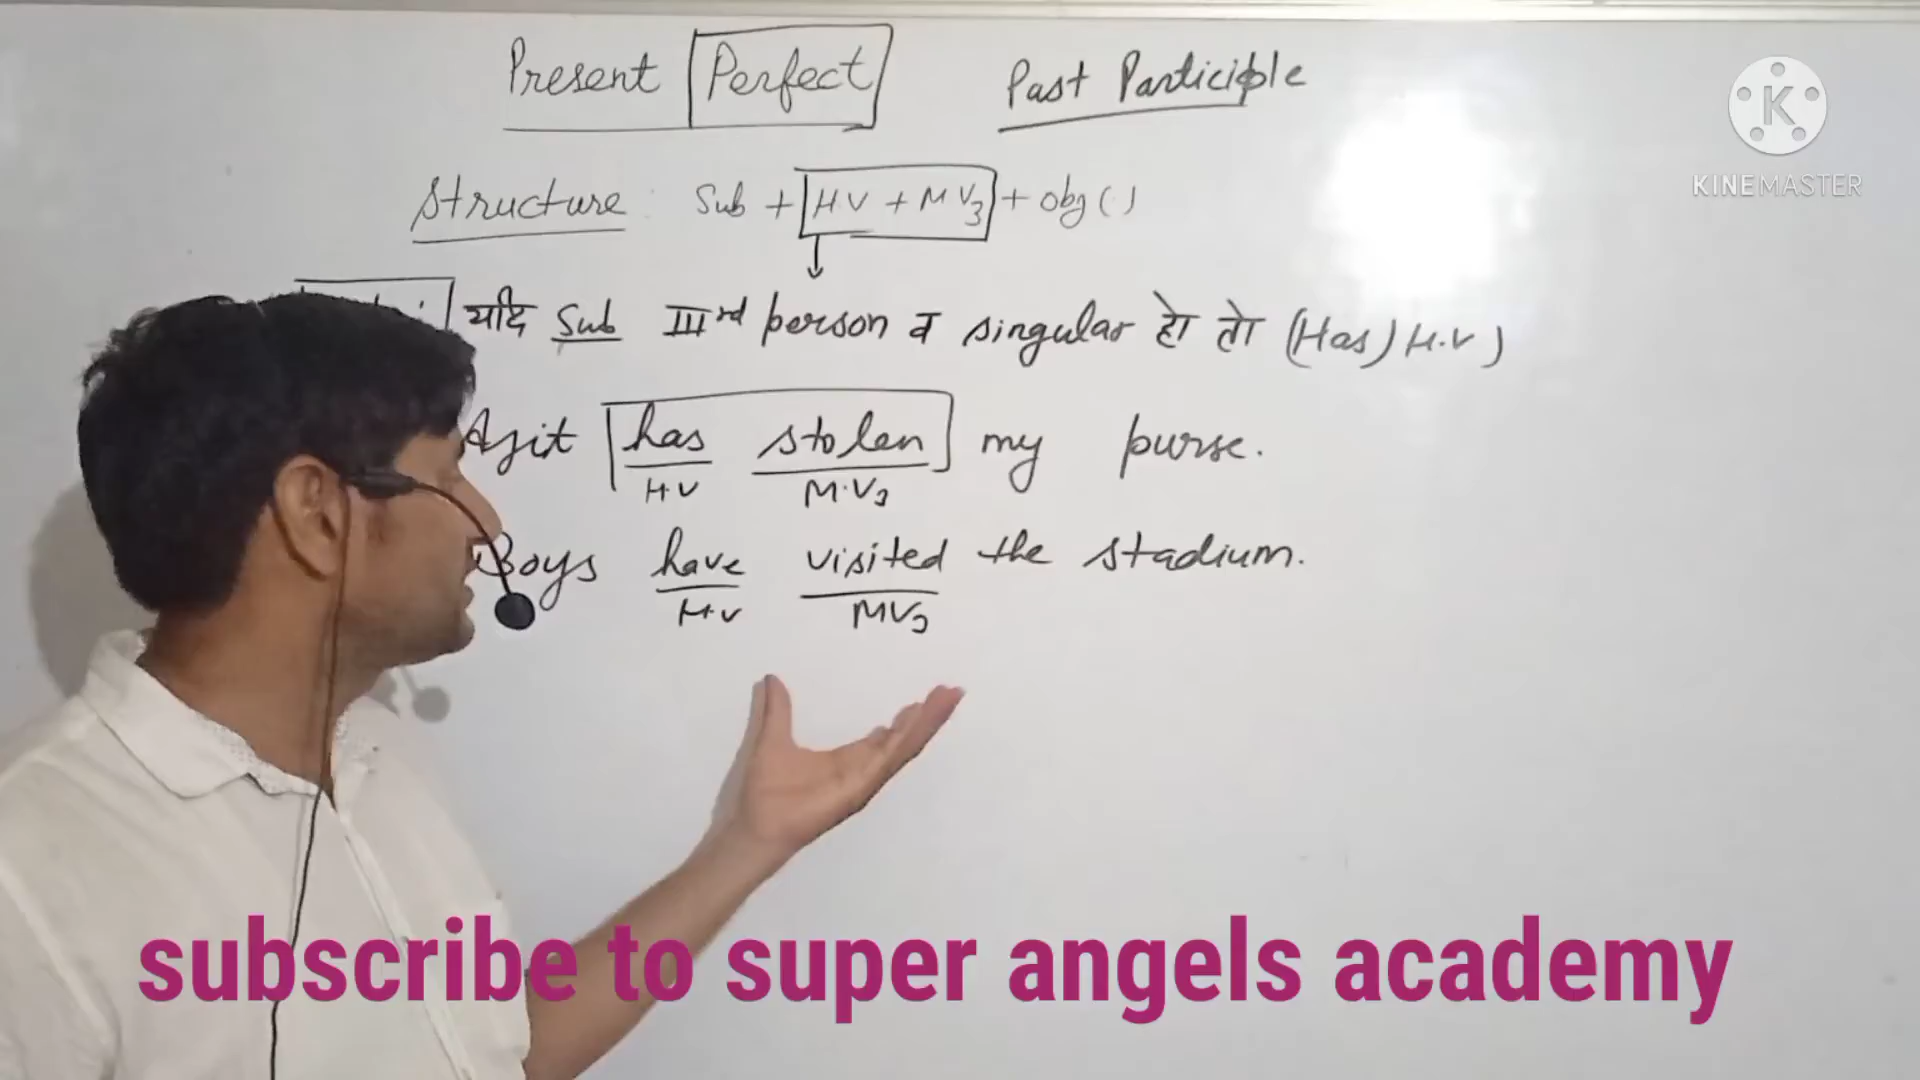 Present Perfect Past Participle
KINEMASTER
Structure : Sub + HV + MV3 + obj ( )
यदि Sub IIIrd person व singular हो तो (Has) H.V )
Ajit has stolen my purse.
H.V M.V3
Boys have visited the stadium.
H.V MV3
subscribe to super angels academy